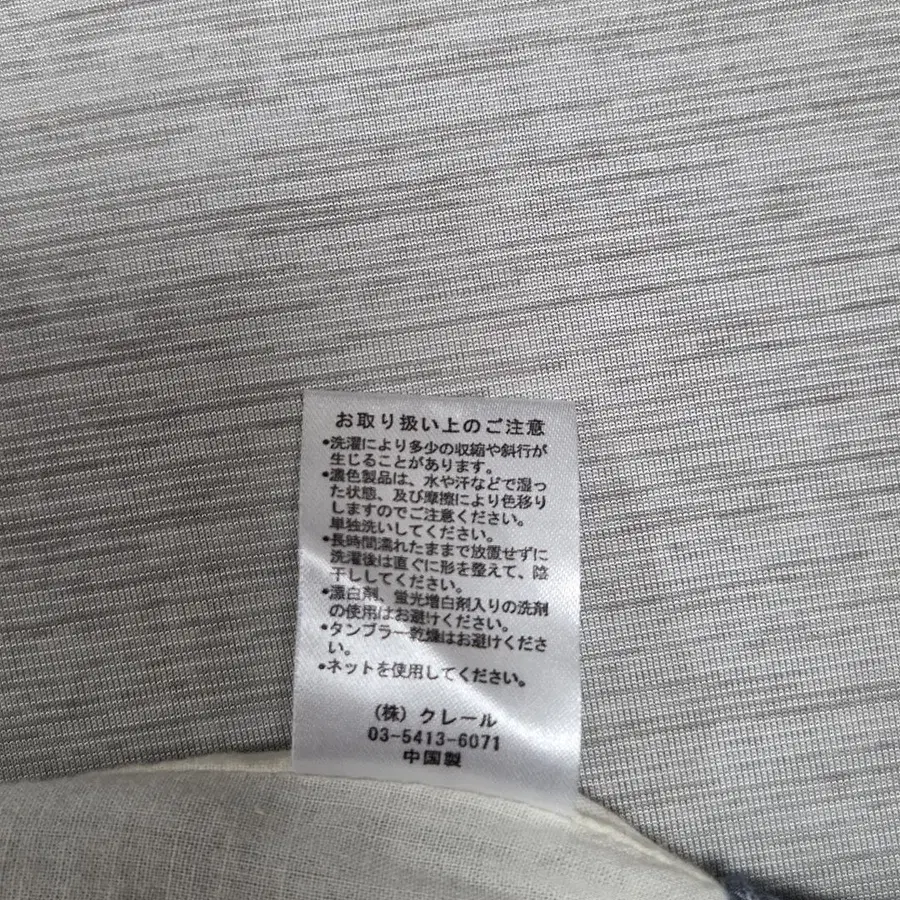 お取り扱い上のご注意
•洗濯により多少の収縮や斜行が
生じることがあります。
•濃色製品は、水や汗などで湿っ
た状態、及び摩擦により色移り
しますのでご注意ください。
単独洗いしてください。
•長時間濡れたままで放置せずに
洗濯後は直ぐに形を整えて、陰
干ししてください。
•漂白剤、蛍光増白剤入りの洗剤
の使用はお避けください。
•タンブラー乾燥はお避けくださ
い。
•ネットを使用してください。
(株) クレール
03-5413-6071
中国製